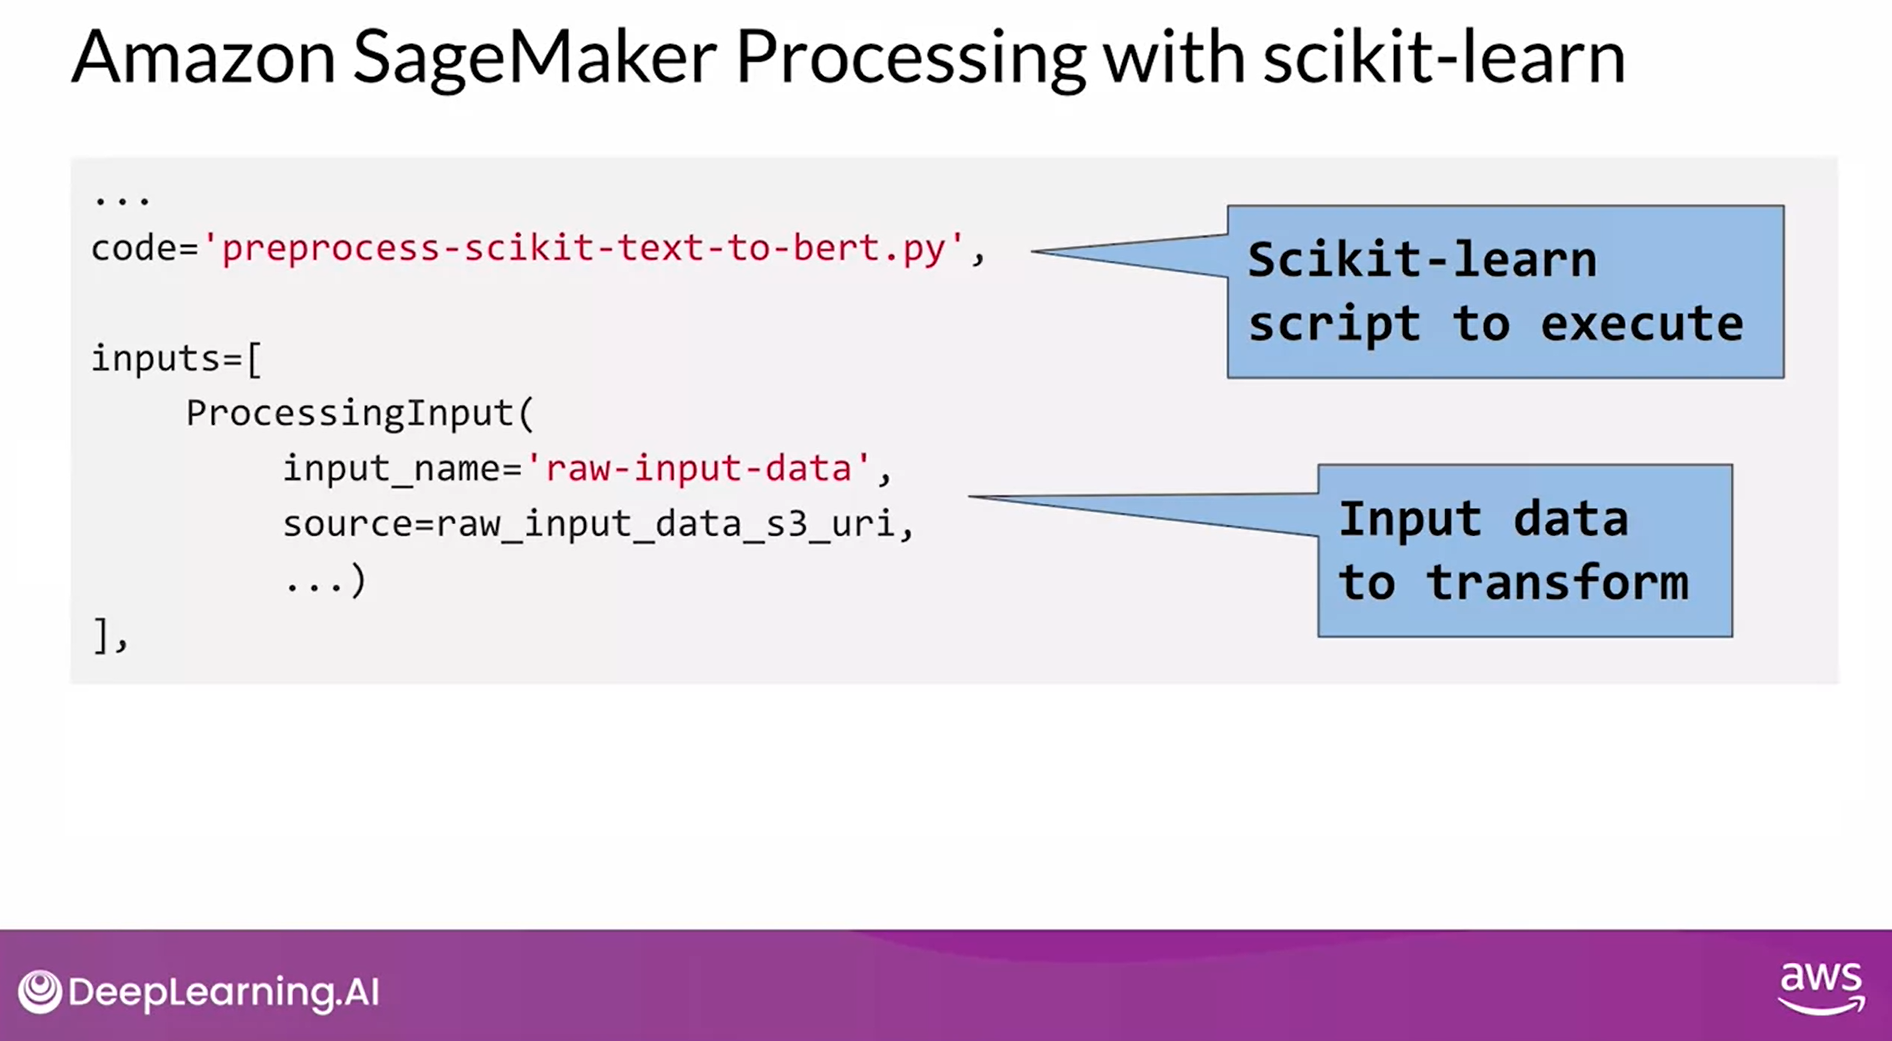 Amazon SageMaker Processing with scikit-learn
...
code='preprocess-scikit-text-to-bert.py',
Scikit-learn
script to execute
inputs=[
ProcessingInput(
input_name='raw-input-data',
source=raw_input_data_s3_uri,
...)
],
Input data
to transform
DeepLearning.AI
aws